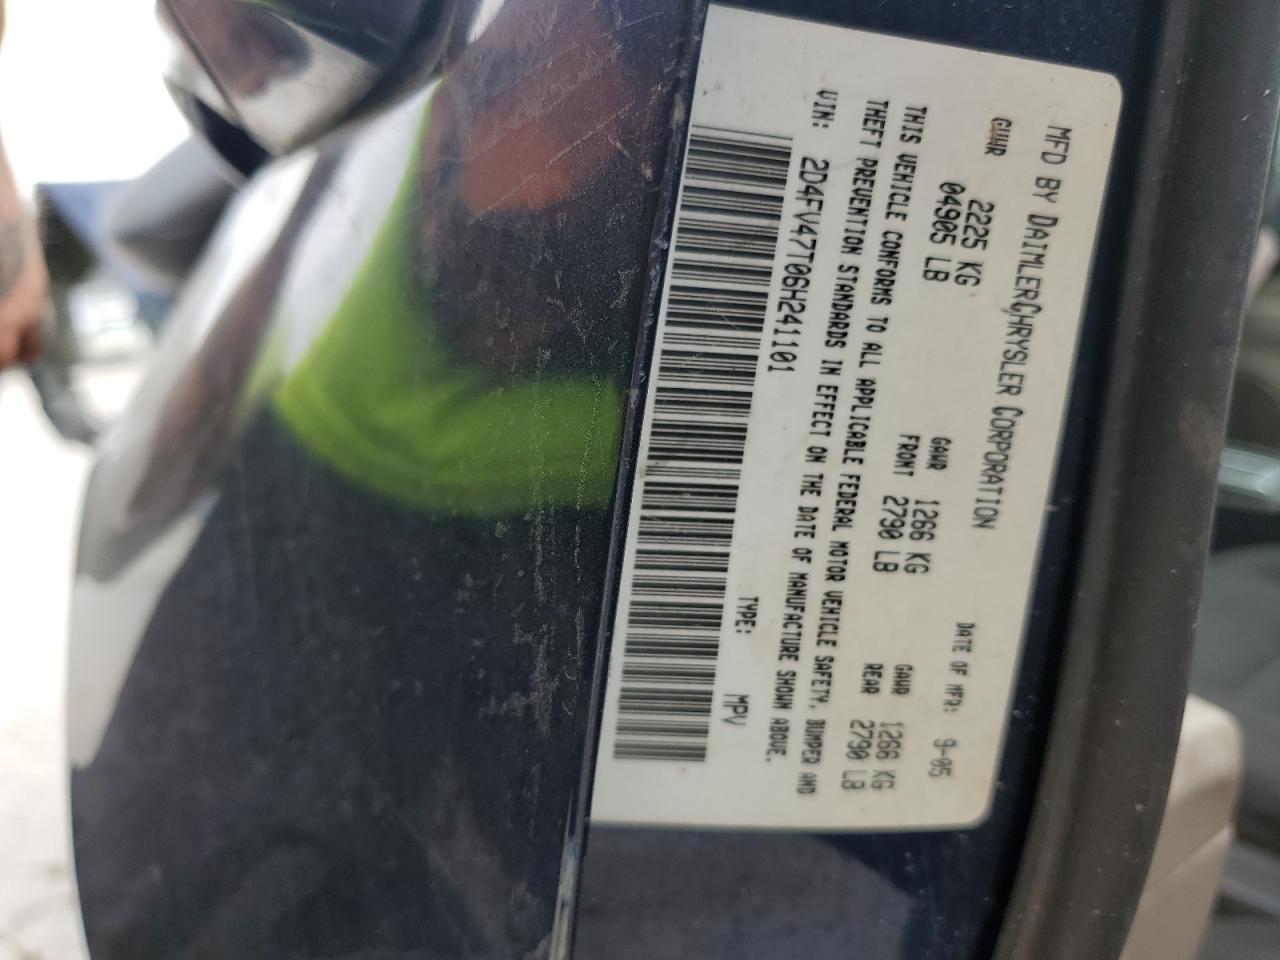 MFD BY DAIMLERCHRYSLER CORPORATION
DATE OF MFR: 9-05
GVWR 2225 KG
04905 LB
GAWR FRONT 1266 KG
2790 LB
GAWR REAR 1266 KG
2790 LB
THIS VEHICLE CONFORMS TO ALL APPLICABLE FEDERAL MOTOR VEHICLE SAFETY, BUMPER AND
THEFT PREVENTION STANDARDS IN EFFECT ON THE DATE OF MANUFACTURE SHOWN ABOVE.
VIN: 2D4FV47T06H241101
TYPE: MPV